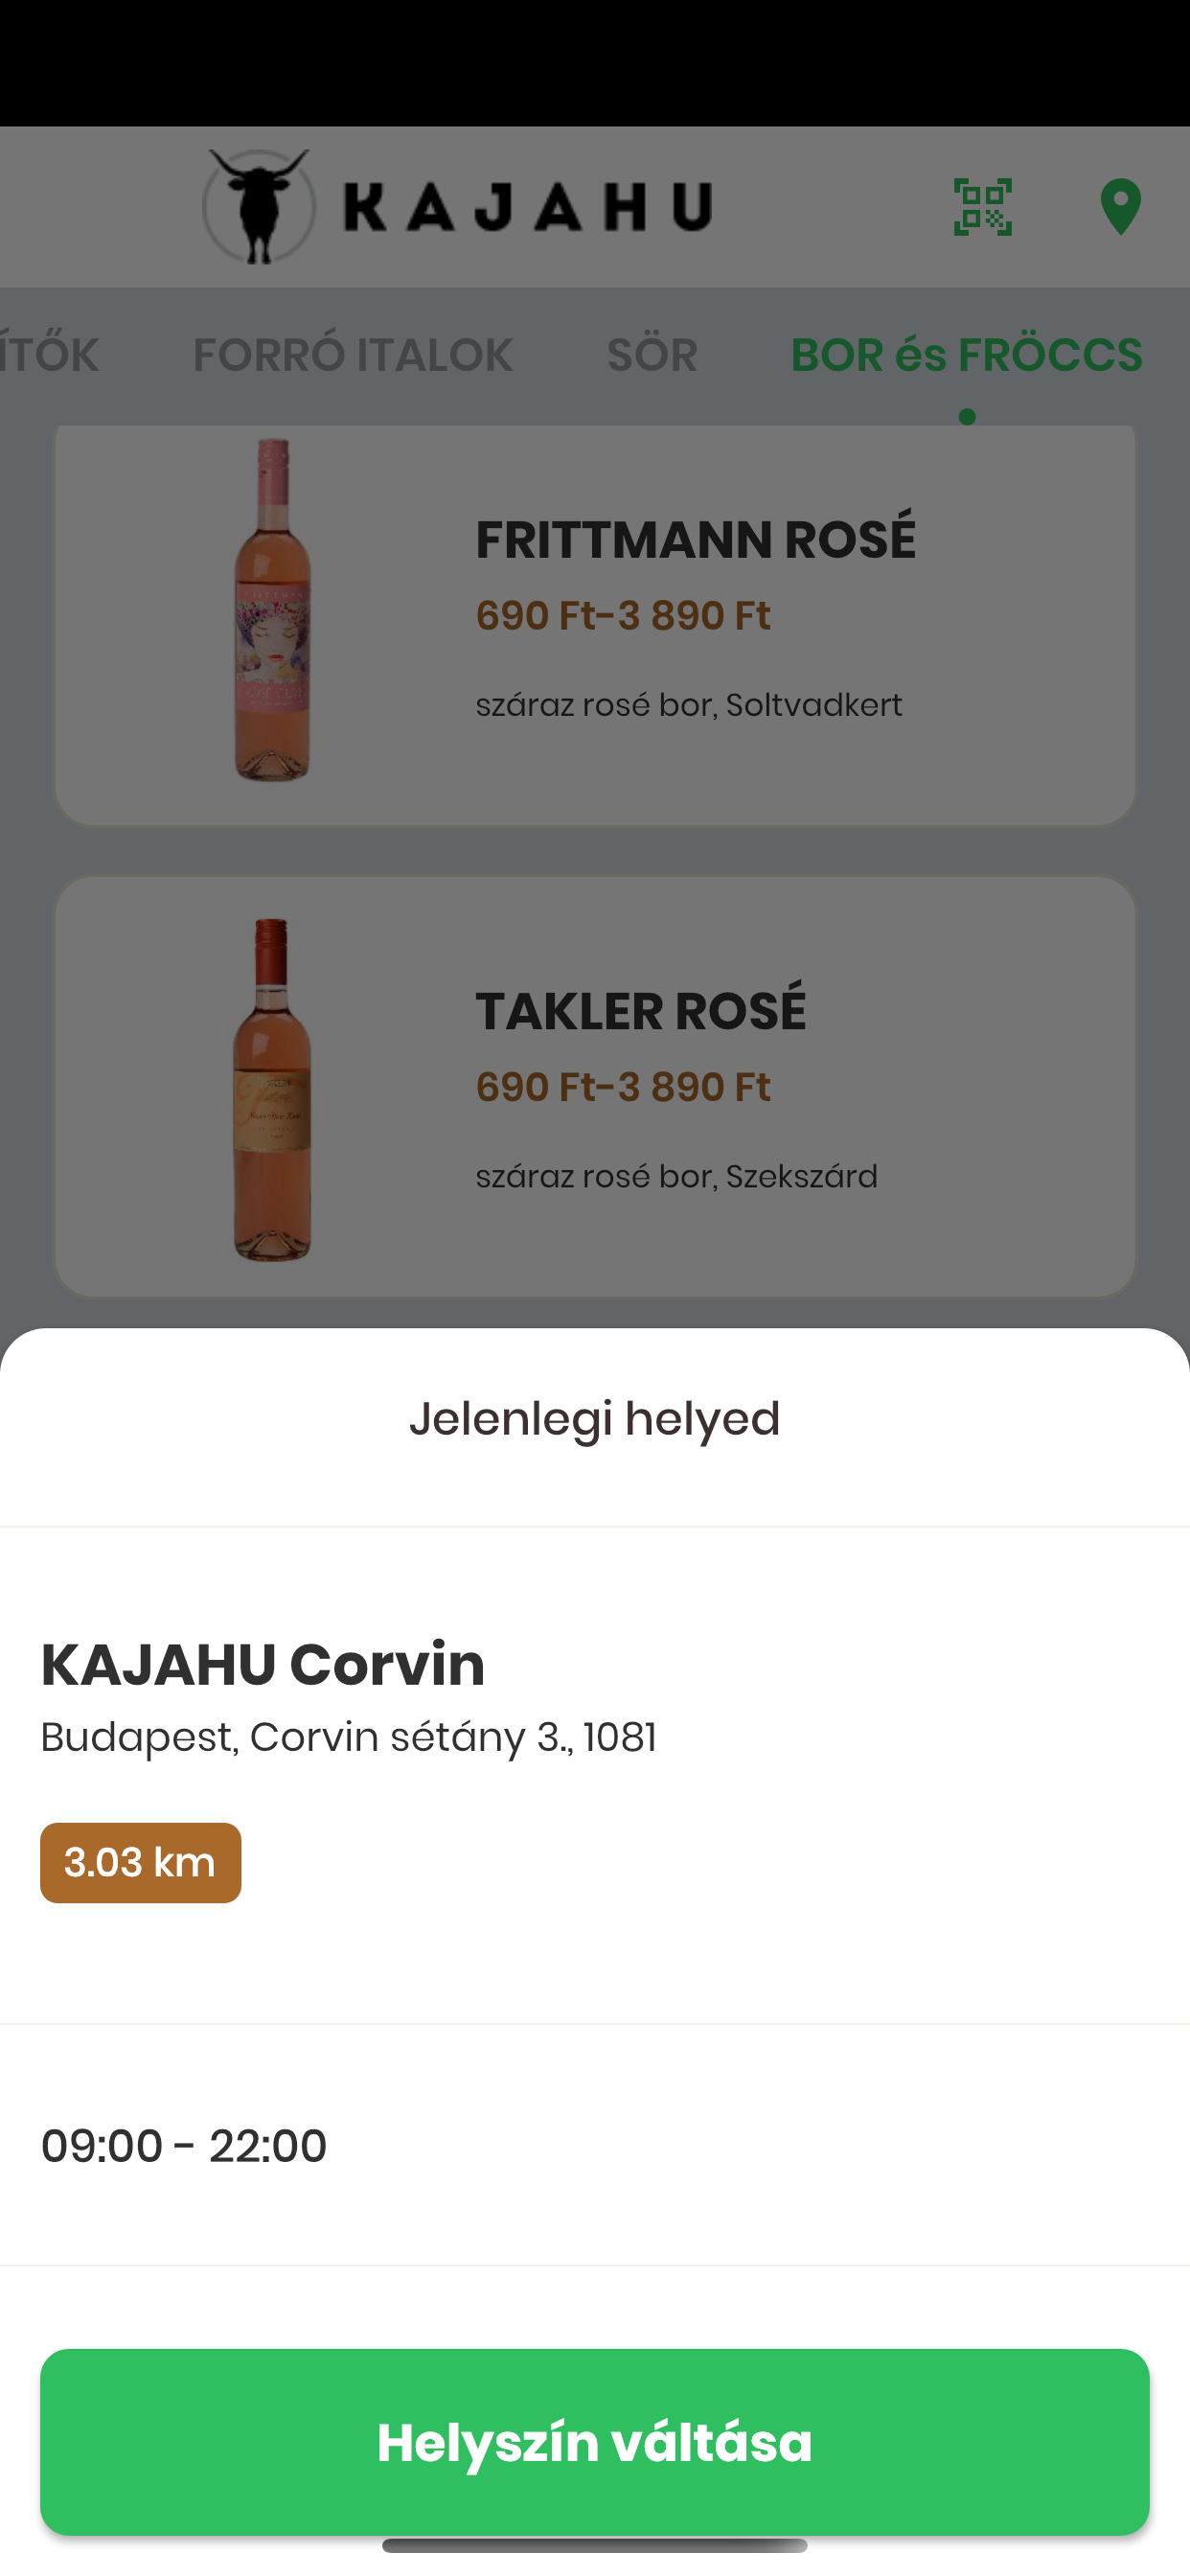 KAJAHU
ÍTŐK FORRÓ ITALOK SÖR BOR és FRÖCCS
FRITTMANN ROSÉ
690 Ft-3 890 Ft
száraz rosé bor, Soltvadkert
TAKLER ROSÉ
690 Ft-3 890 Ft
száraz rosé bor, Szekszárd
Jelenlegi helyed
KAJAHU Corvin
Budapest, Corvin sétány 3., 1081
3.03 km
09:00 - 22:00
Helyszín váltása